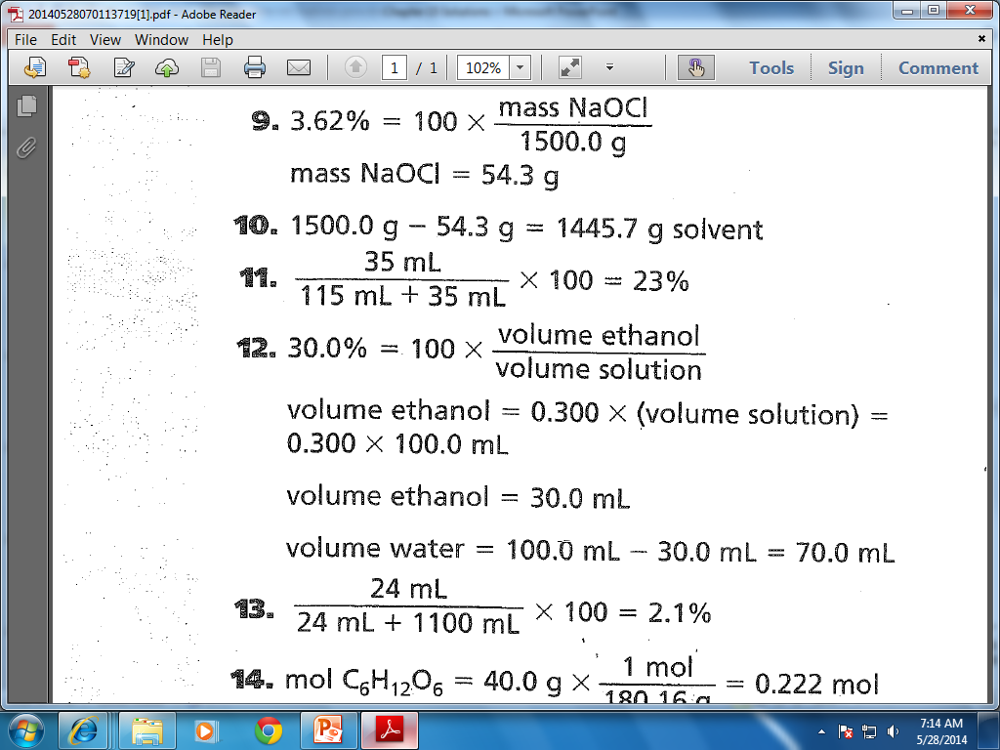 20140528070113719[1].pdf - Adobe Reader
File Edit View Window Help
1 / 1 102% Tools Sign Comment
9. 3.62% = 100 × mass NaOCl / 1500.0 g
mass NaOCl = 54.3 g
10. 1500.0 g − 54.3 g = 1445.7 g solvent
11. 35 mL / 115 mL + 35 mL × 100 = 23%
12. 30.0% = 100 × volume ethanol / volume solution
volume ethanol = 0.300 × (volume solution) =
0.300 × 100.0 mL
volume ethanol = 30.0 mL
volume water = 100.0 mL − 30.0 mL = 70.0 mL
13. 24 mL / 24 mL + 1100 mL × 100 = 2.1%
14. mol C₆H₁₂O₆ = 40.0 g × 1 mol / 180.16 g = 0.222 mol
7:14 AM
5/28/2014